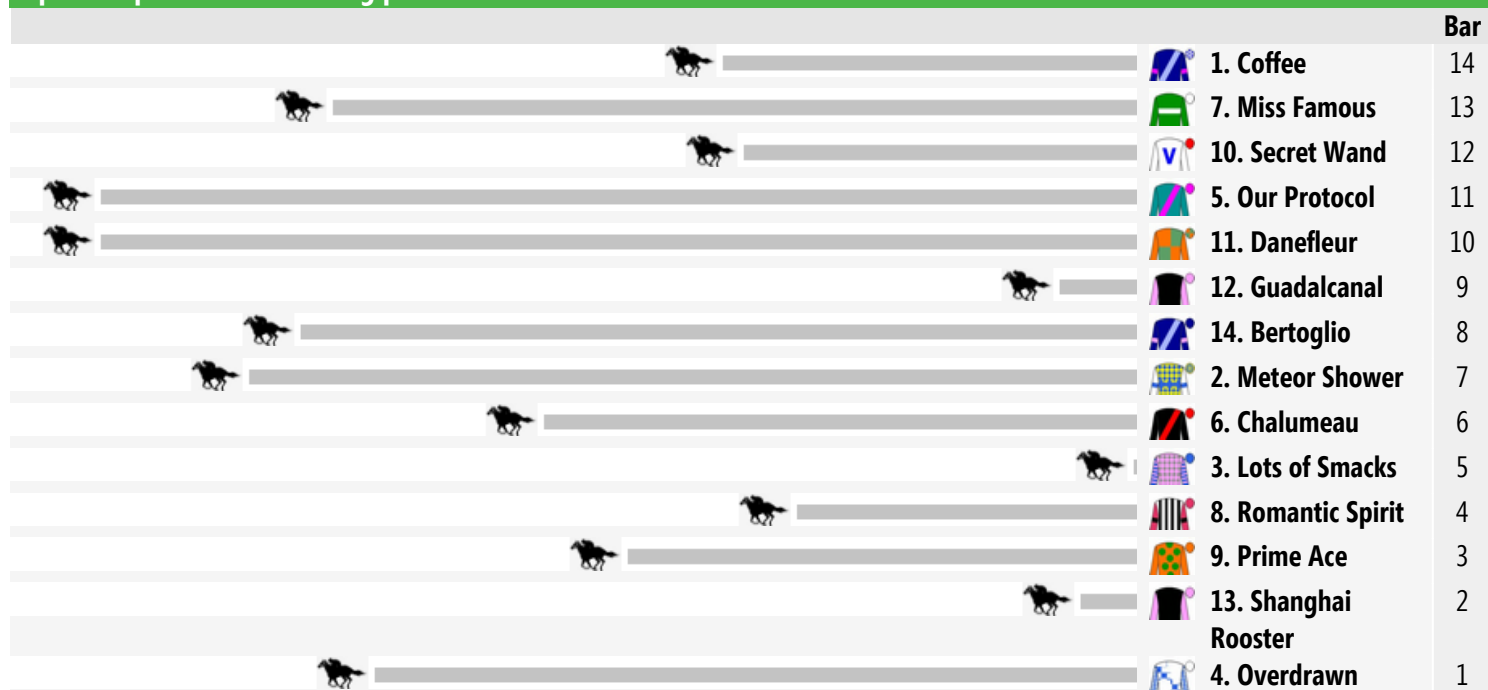 Bar
1. Coffee 14
7. Miss Famous 13
V 10. Secret Wand 12
5. Our Protocol 11
11. Danefleur 10
12. Guadalcanal 9
14. Bertoglio 8
2. Meteor Shower 7
6. Chalumeau 6
3. Lots of Smacks 5
8. Romantic Spirit 4
9. Prime Ace 3
13. Shanghai 2
Rooster
4. Overdrawn 1